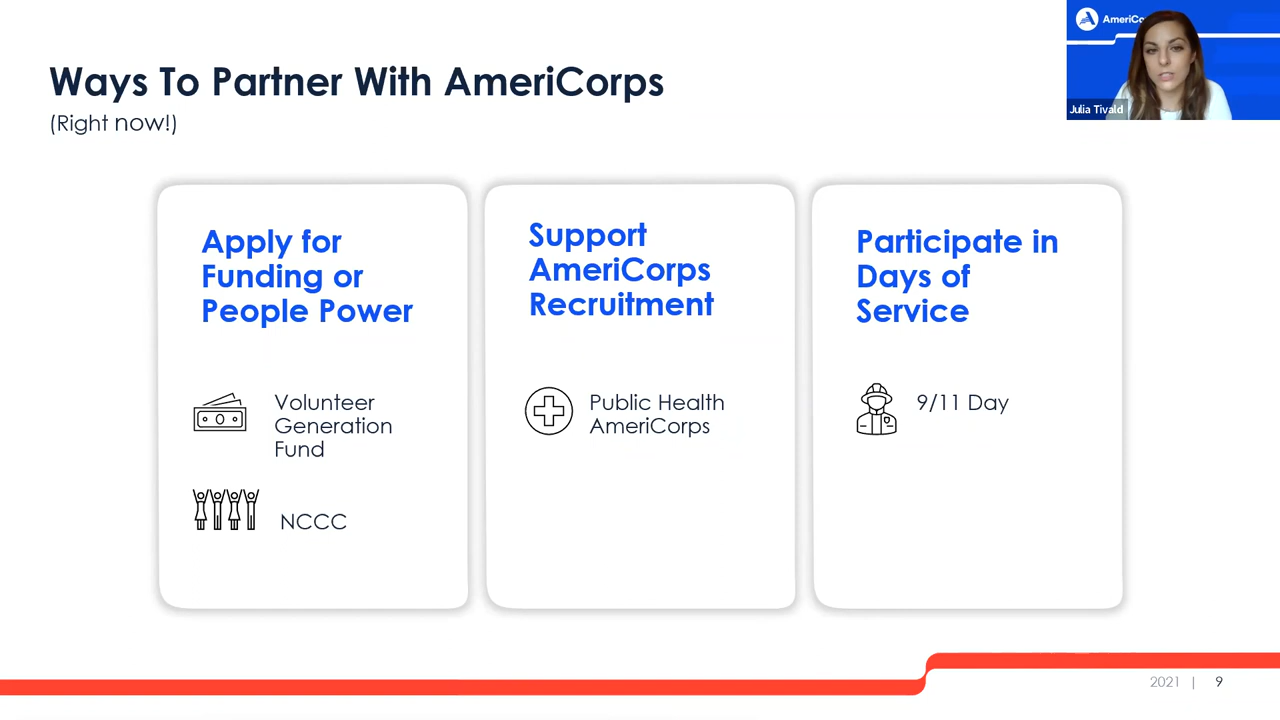 Ways To Partner With AmeriCorps
(Right now!)
Julia Tivald
Apply for
Funding or
People Power
Volunteer
Generation
Fund
NCCC
Support
AmeriCorps
Recruitment
Public Health
AmeriCorps
Participate in
Days of
Service
9/11 Day
2021 | 9